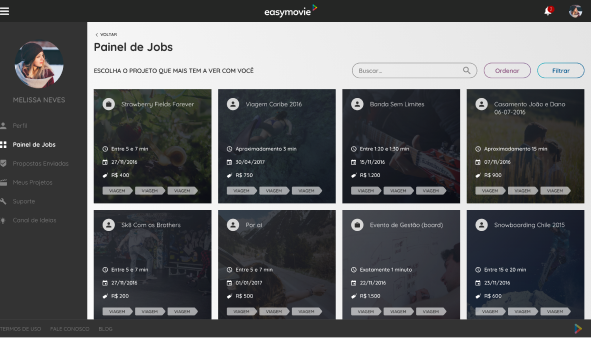 easymovie
< VOLTAR
Painel de Jobs
ESCOLHA O PROJETO QUE MAIS TEM A VER COM VOCÊ
Buscar...
Ordenar
Filtrar
MELISSA NEVES
Perfil
Painel de Jobs
Propostas Enviadas
Meus Projetos
Suporte
Canal de Ideias
Strawberry Fields Forever
Entre 5 e 7 min
27/11/2016
R$ 400
VIAGEM VIAGEM VIAGEM
Viagem Caribe 2016
Aproximadamente 3 min
30/04/2017
R$ 750
VIAGEM VIAGEM VIAGEM
Banda Sem Limites
Entre 1:20 e 1:30 min
15/11/2016
R$ 1.200
VIAGEM VIAGEM VIAGEM
Casamento João e Dana
06-07-2016
Aproximadamente 15 min
07/11/2016
R$ 900
VIAGEM VIAGEM VIAGEM
Sk8 Com os Brothers
Entre 5 e 7 min
27/11/2016
R$ 200
VIAGEM VIAGEM VIAGEM
Por aí
Entre 5 e 7 min
01/01/2017
R$ 500
VIAGEM VIAGEM VIAGEM
Evento de Gestão (board)
Exatamente 1 minuto
22/11/2016
R$ 1.500
VIAGEM VIAGEM VIAGEM
Snowboarding Chile 2015
Entre 15 e 20 min
23/11/2016
R$ 600
VIAGEM VIAGEM VIAGEM
TERMOS DE USO FALE CONOSCO BLOG